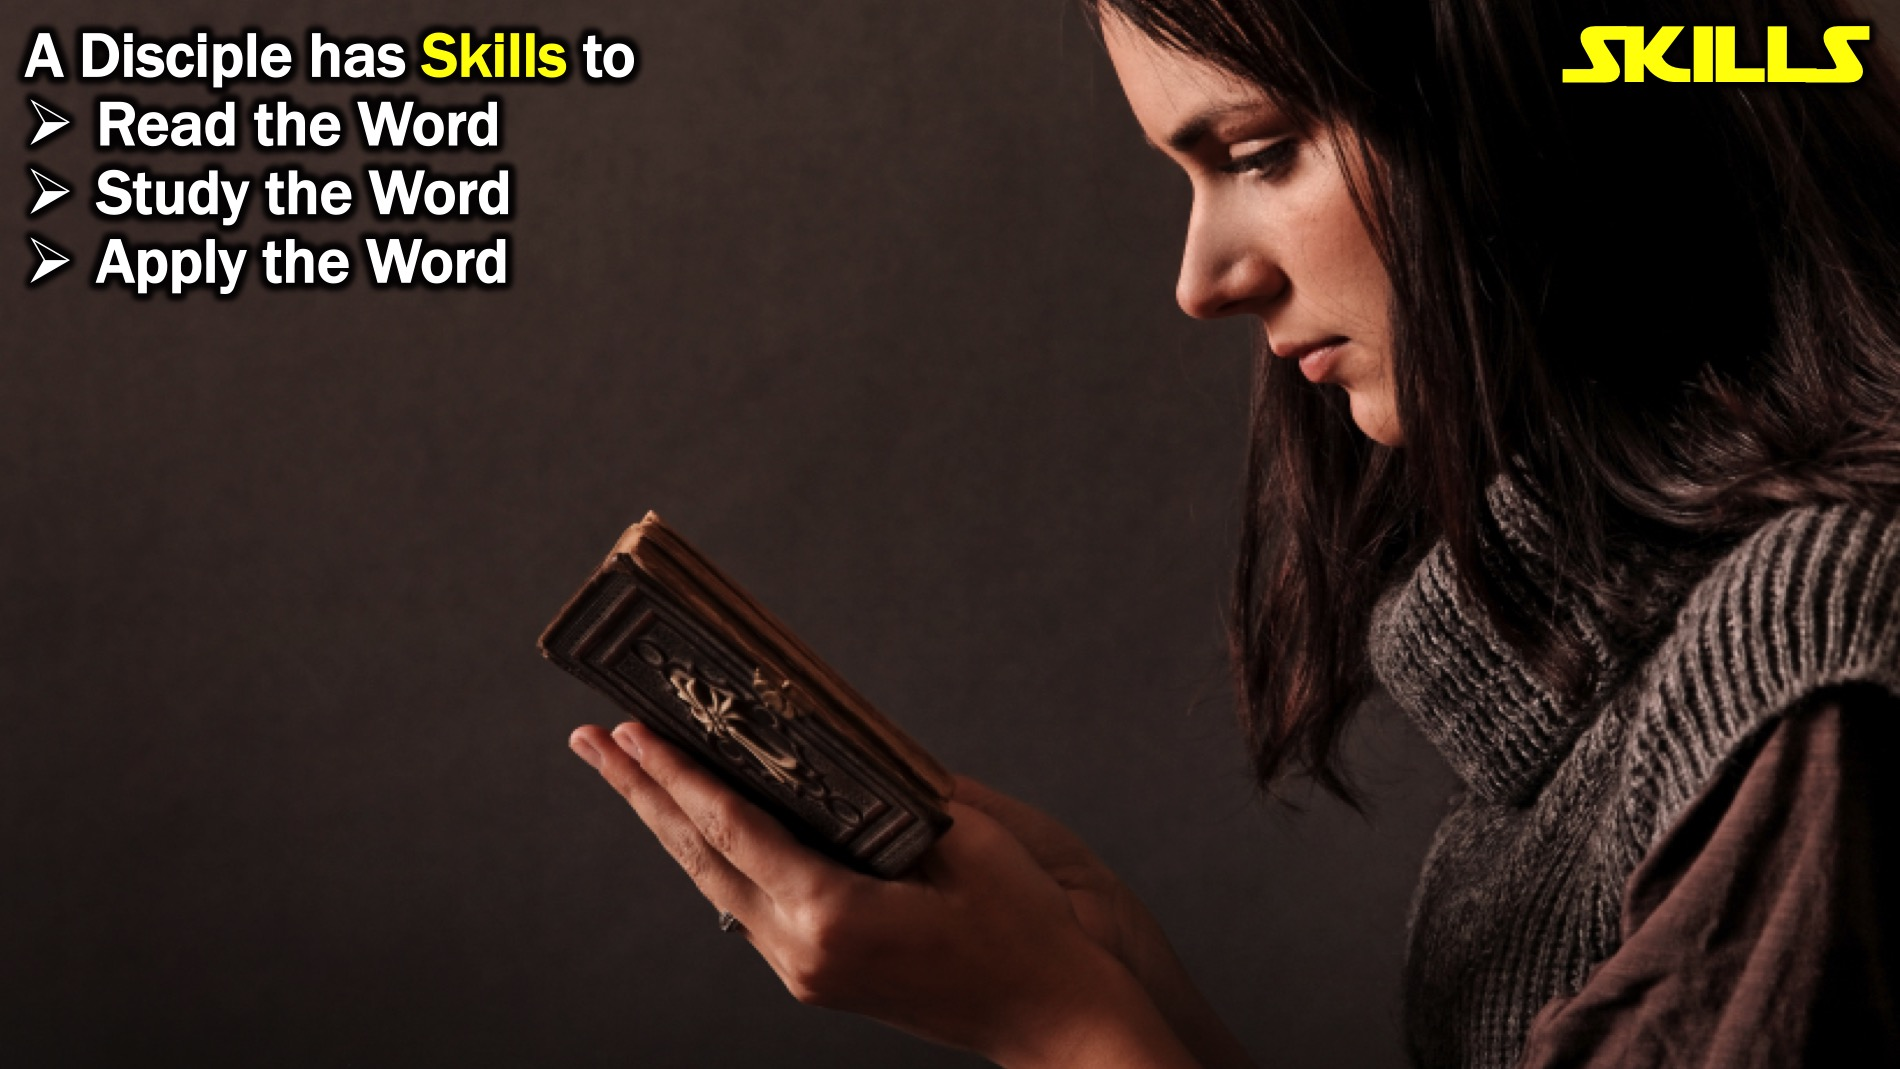 A Disciple has Skills to
➢ Read the Word
➢ Study the Word
➢ Apply the Word
SKILLS